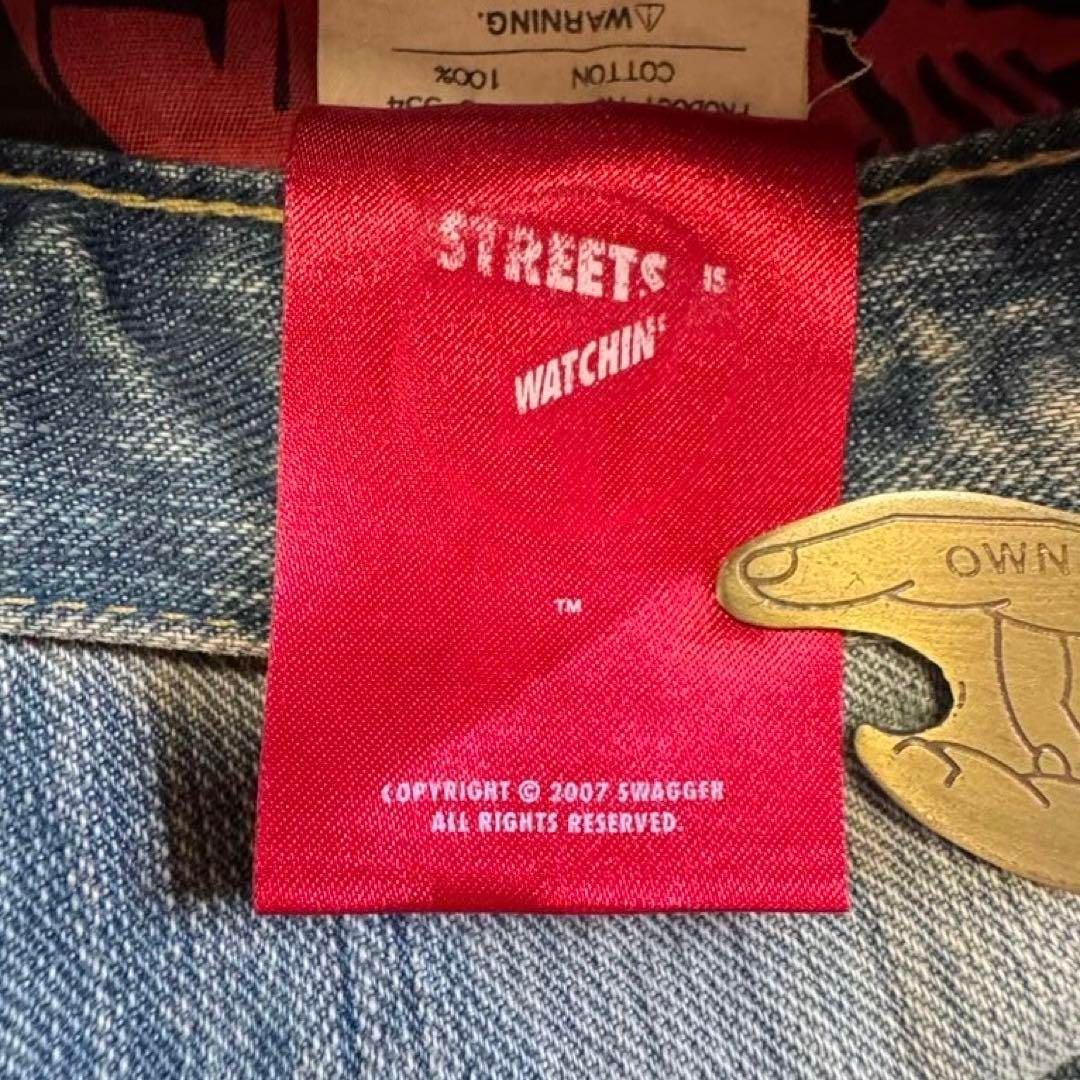 ⚠WARNING.
COTTON 100%
STREETS IS
WATCHIN'
TM
COPYRIGHT © 2007 SWAGGER
ALL RIGHTS RESERVED.
OWN